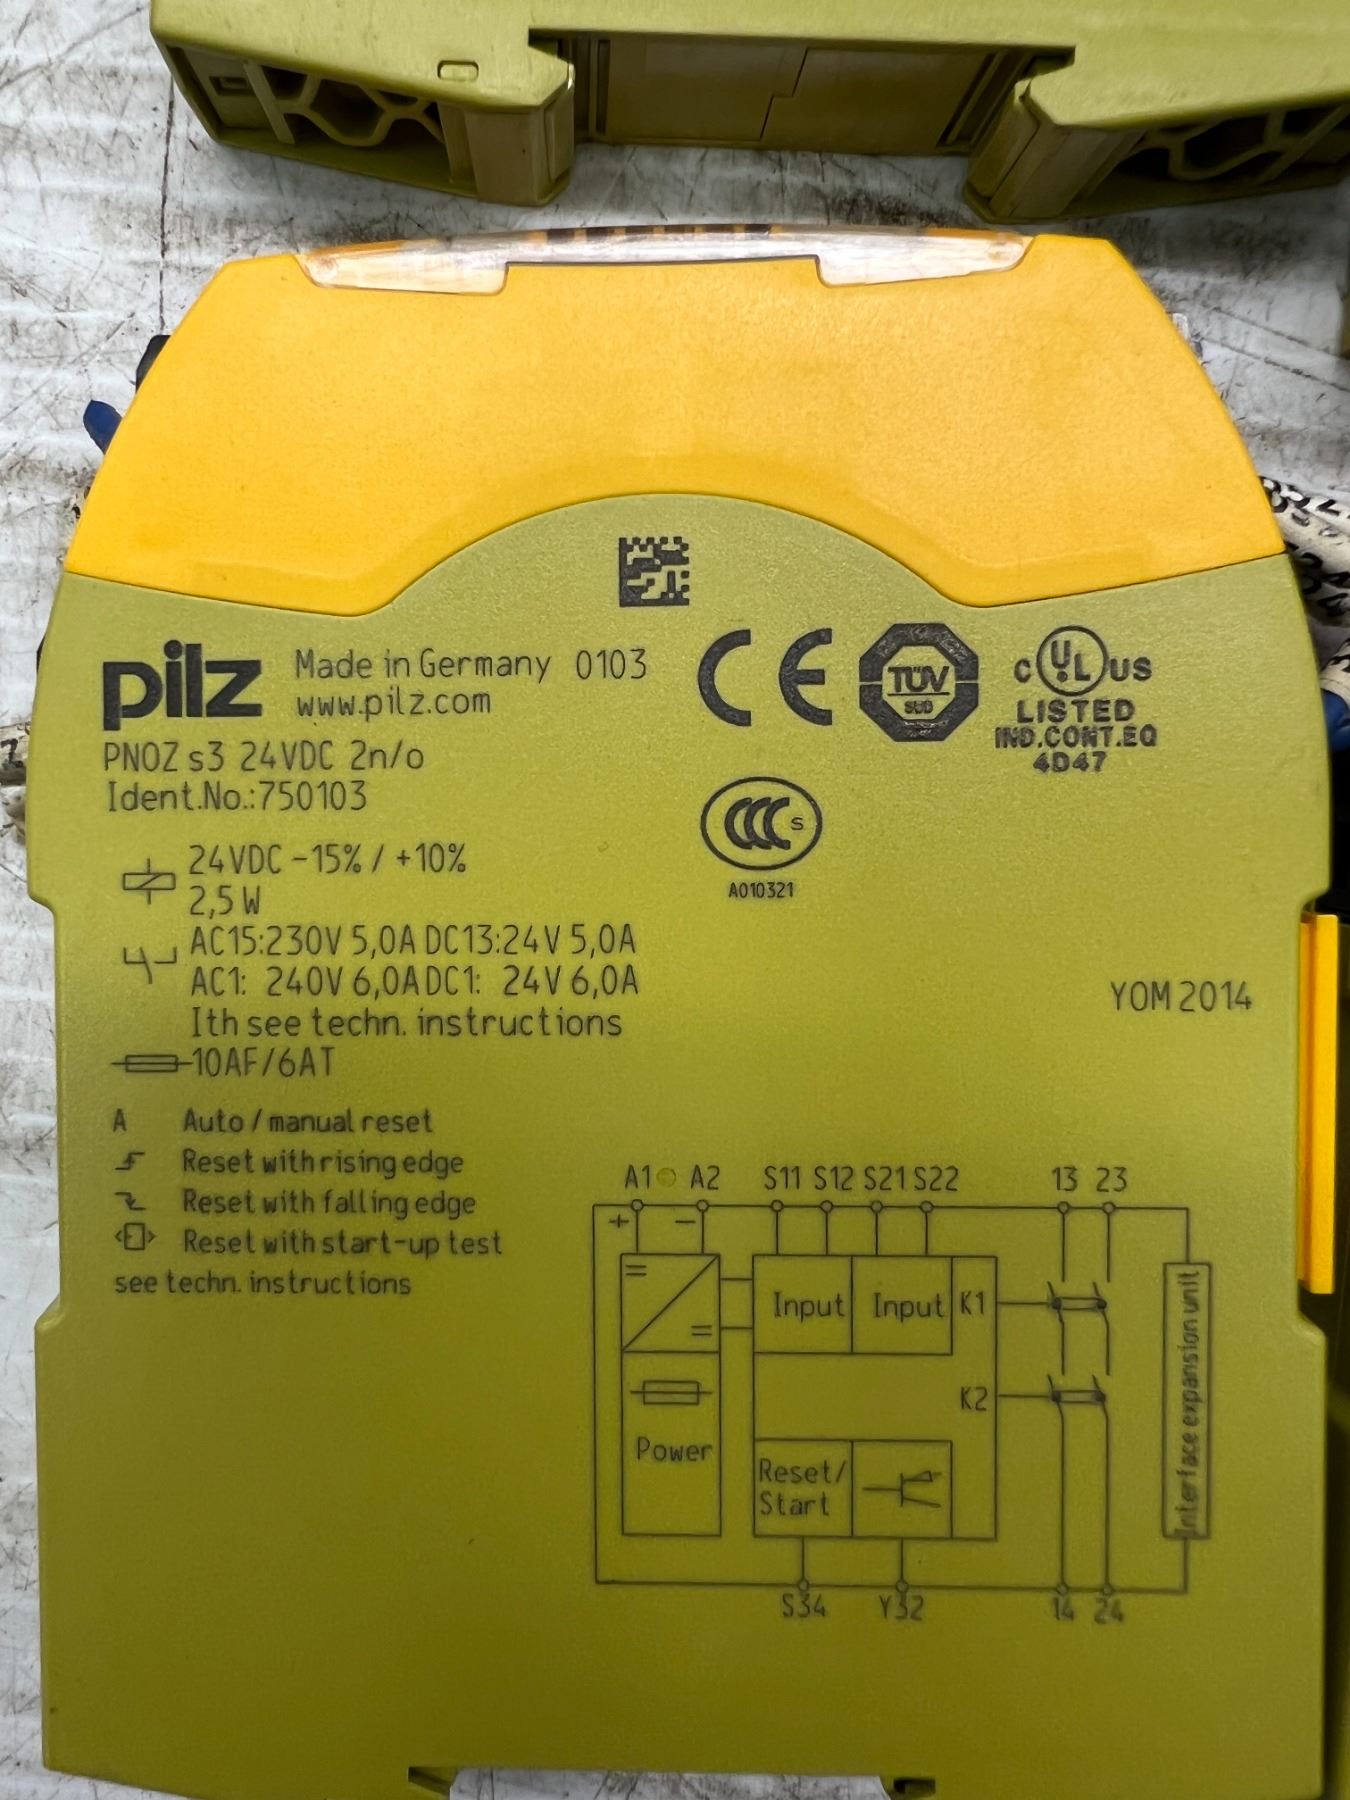 pilz Made in Germany 0103
www.pilz.com
CE
TÜV
SÜD
c UL US
LISTED
IND.CONT.EQ
4D47
PNOZ s3 24VDC 2n/o
Ident.No.:750103
CCC S
A010321
24VDC -15% / +10%
2,5W
AC15:230V 5,0A DC13:24V 5,0A
AC1: 240V 6,0A DC1: 24V 6,0A
Ith see techn. instructions
10AF/6AT
YOM 2014
A Auto / manual reset
Reset with rising edge
Reset with falling edge
Reset with start-up test
see techn. instructions
A1 A2 S11 S12 S21 S22 13 23
+ −
Input Input K1
K2
Power
Reset/
Start
Interface expansion unit
S34 Y32 14 24